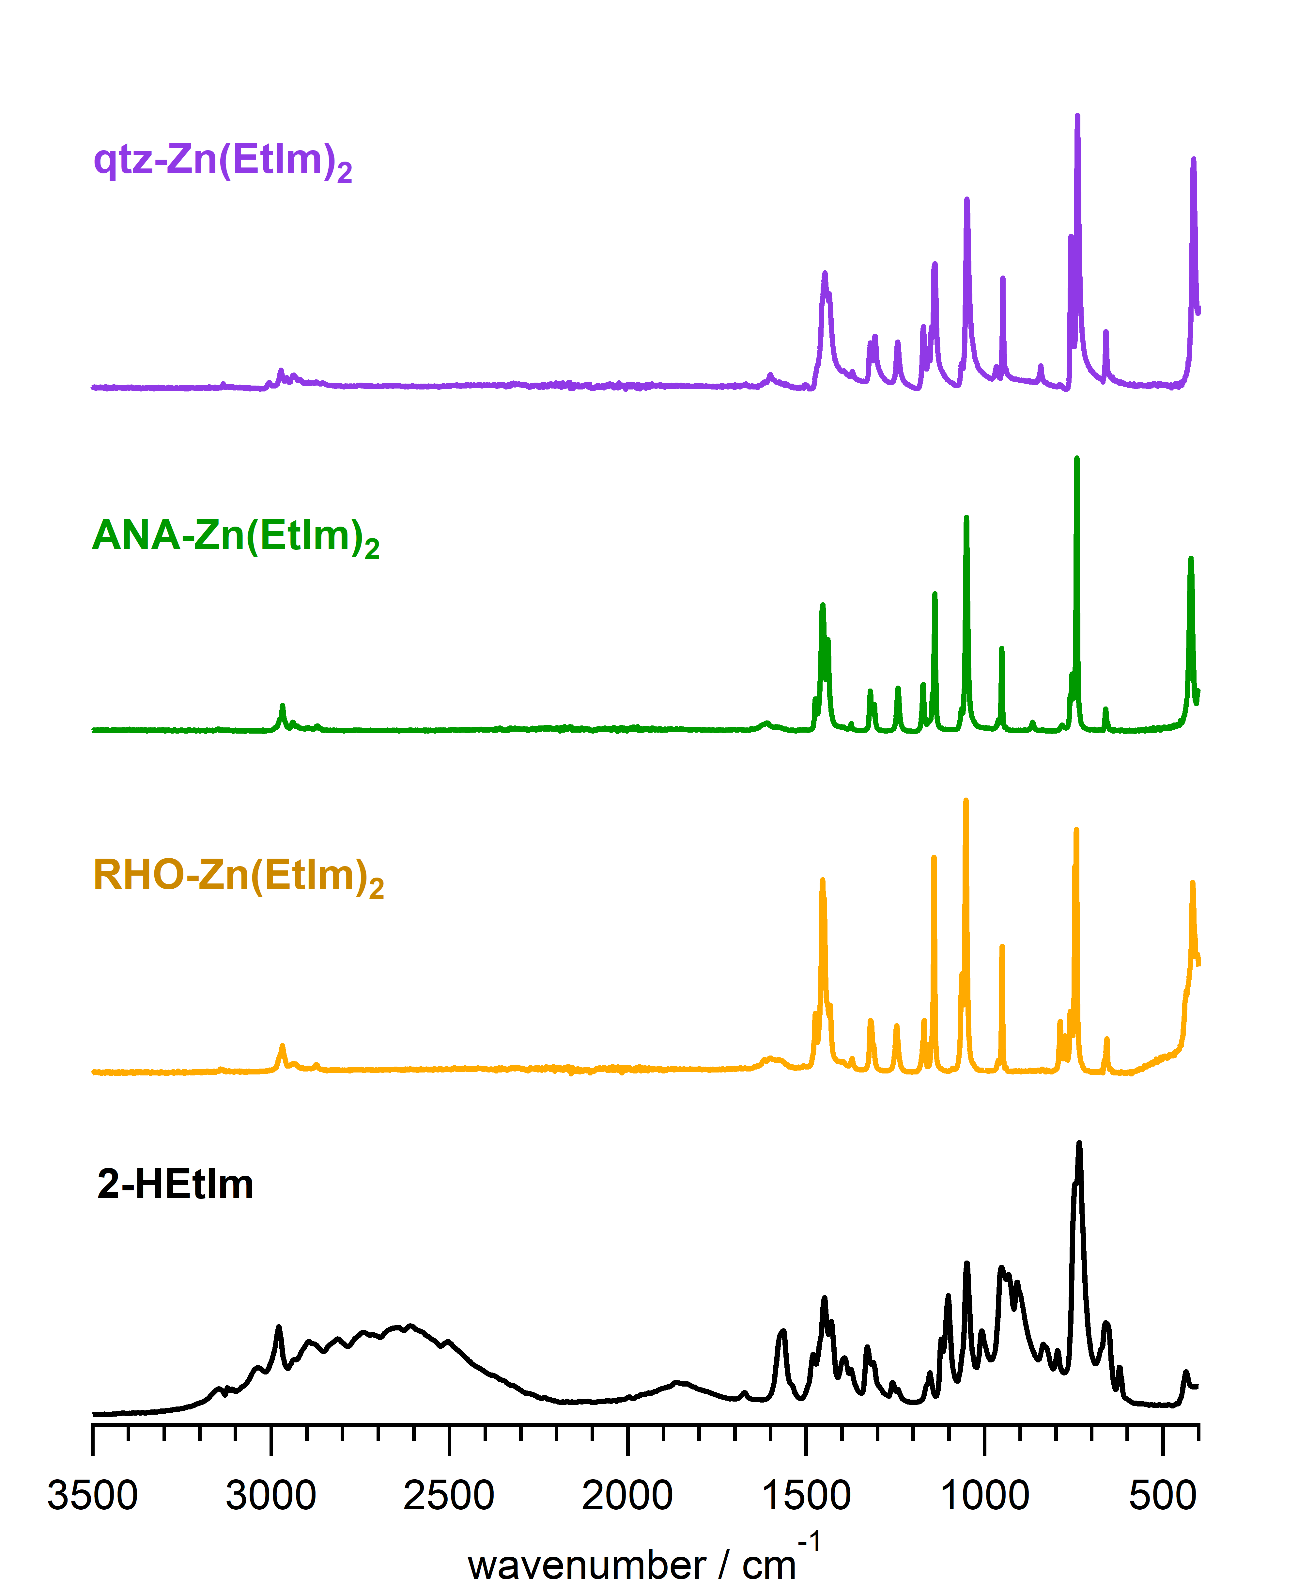 qtz-Zn(EtIm)₂
ANA-Zn(EtIm)₂
RHO-Zn(EtIm)₂
2-HEtIm
3500 3000 2500 2000 1500 1000 500
wavenumber / cm⁻¹